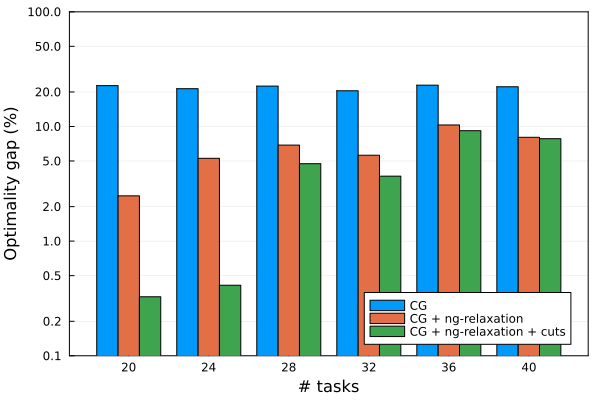 100.0
50.0
20.0
10.0
5.0
2.0
1.0
0.5
0.2
0.1
Optimality gap (%)
20 24 28 32 36 40
# tasks
CG
CG + ng-relaxation
CG + ng-relaxation + cuts